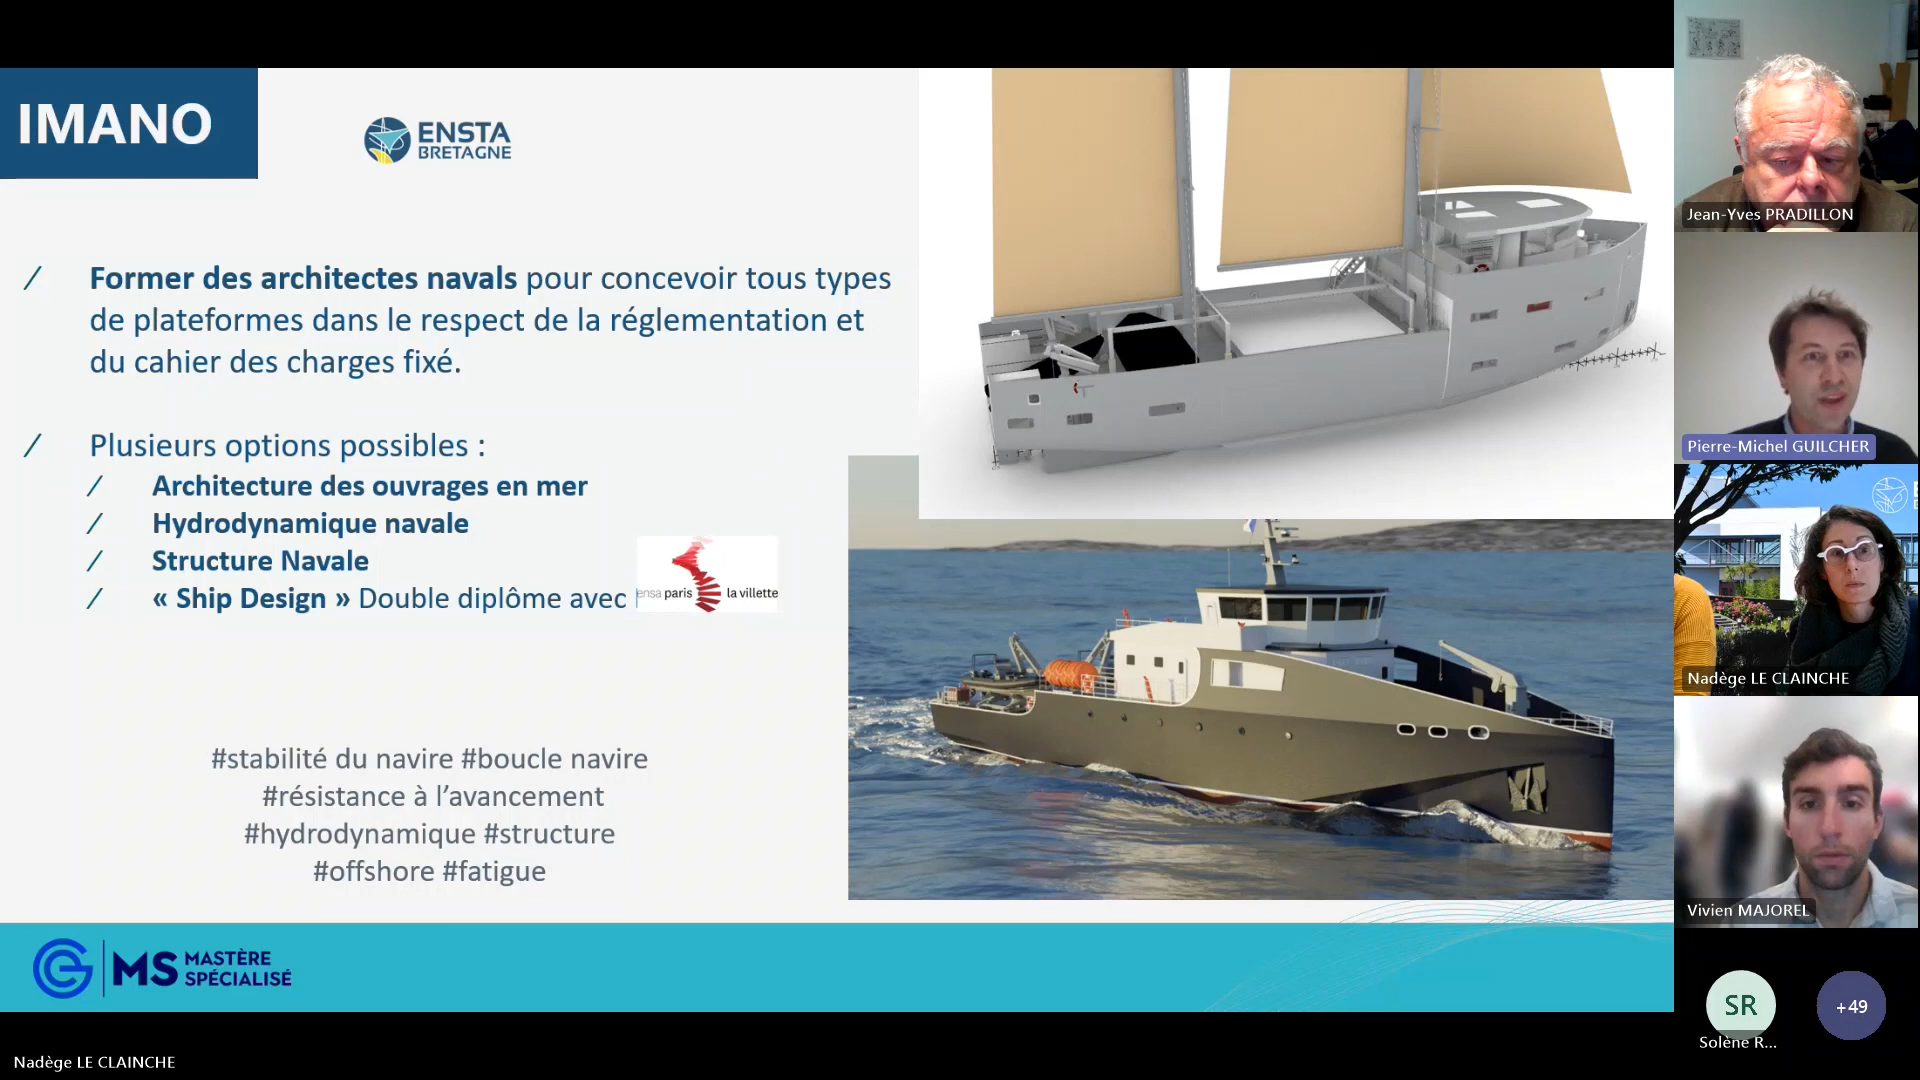 IMANO
ENSTA
BRETAGNE
/ Former des architectes navals pour concevoir tous types
de plateformes dans le respect de la réglementation et
du cahier des charges fixé.
/ Plusieurs options possibles :
/ Architecture des ouvrages en mer
/ Hydrodynamique navale
/ Structure Navale
/ « Ship Design » Double diplôme avec
ensa paris la villette
#stabilité du navire #boucle navire
#résistance à l’avancement
#hydrodynamique #structure
#offshore #fatigue
MS MASTÈRE
SPÉCIALISÉ
Jean-Yves PRADILLON
Pierre-Michel GUILCHER
Nadège LE CLAINCHE
Vivien MAJOREL
SR
+49
Solène R...
Nadège LE CLAINCHE